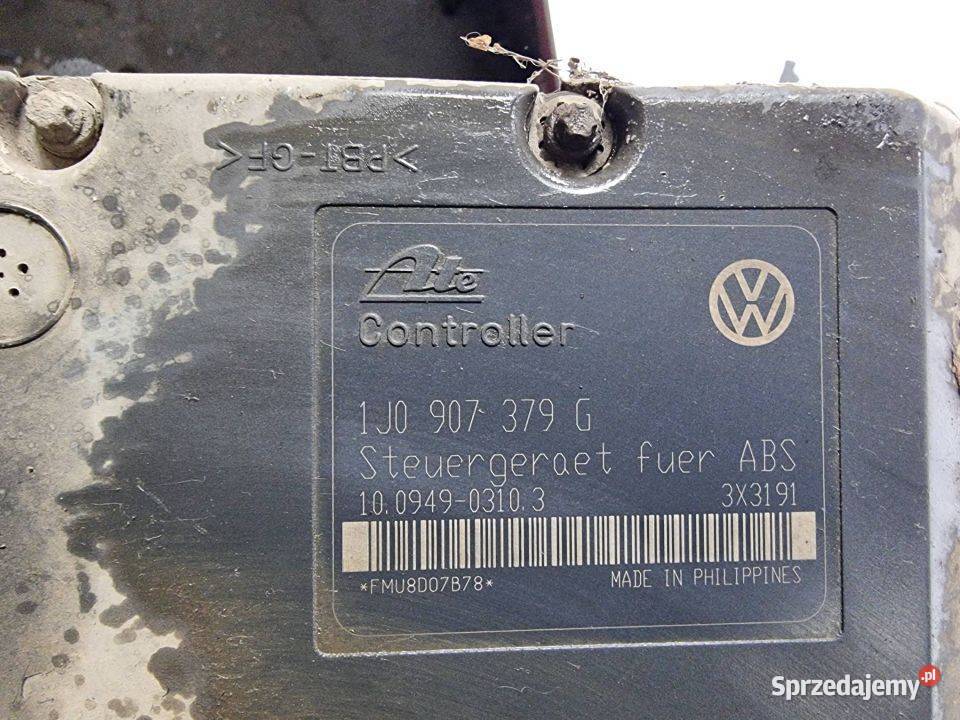 >PBT-GF<
Ate
Controller
1J0 907 379 G
Steuergeraet fuer ABS
10.0949-0310.3 3X3191
*FMU8D07B78*
MADE IN PHILIPPINES
Sprzedajemy.pl